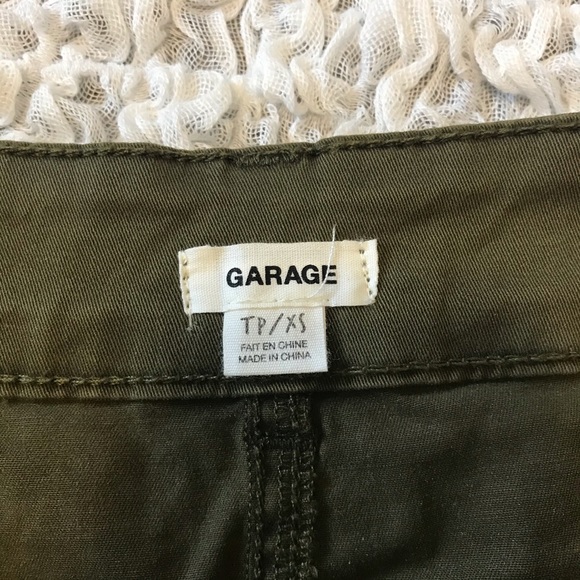 GARAGE
TP/XS
FAIT EN CHINE
MADE IN CHINA